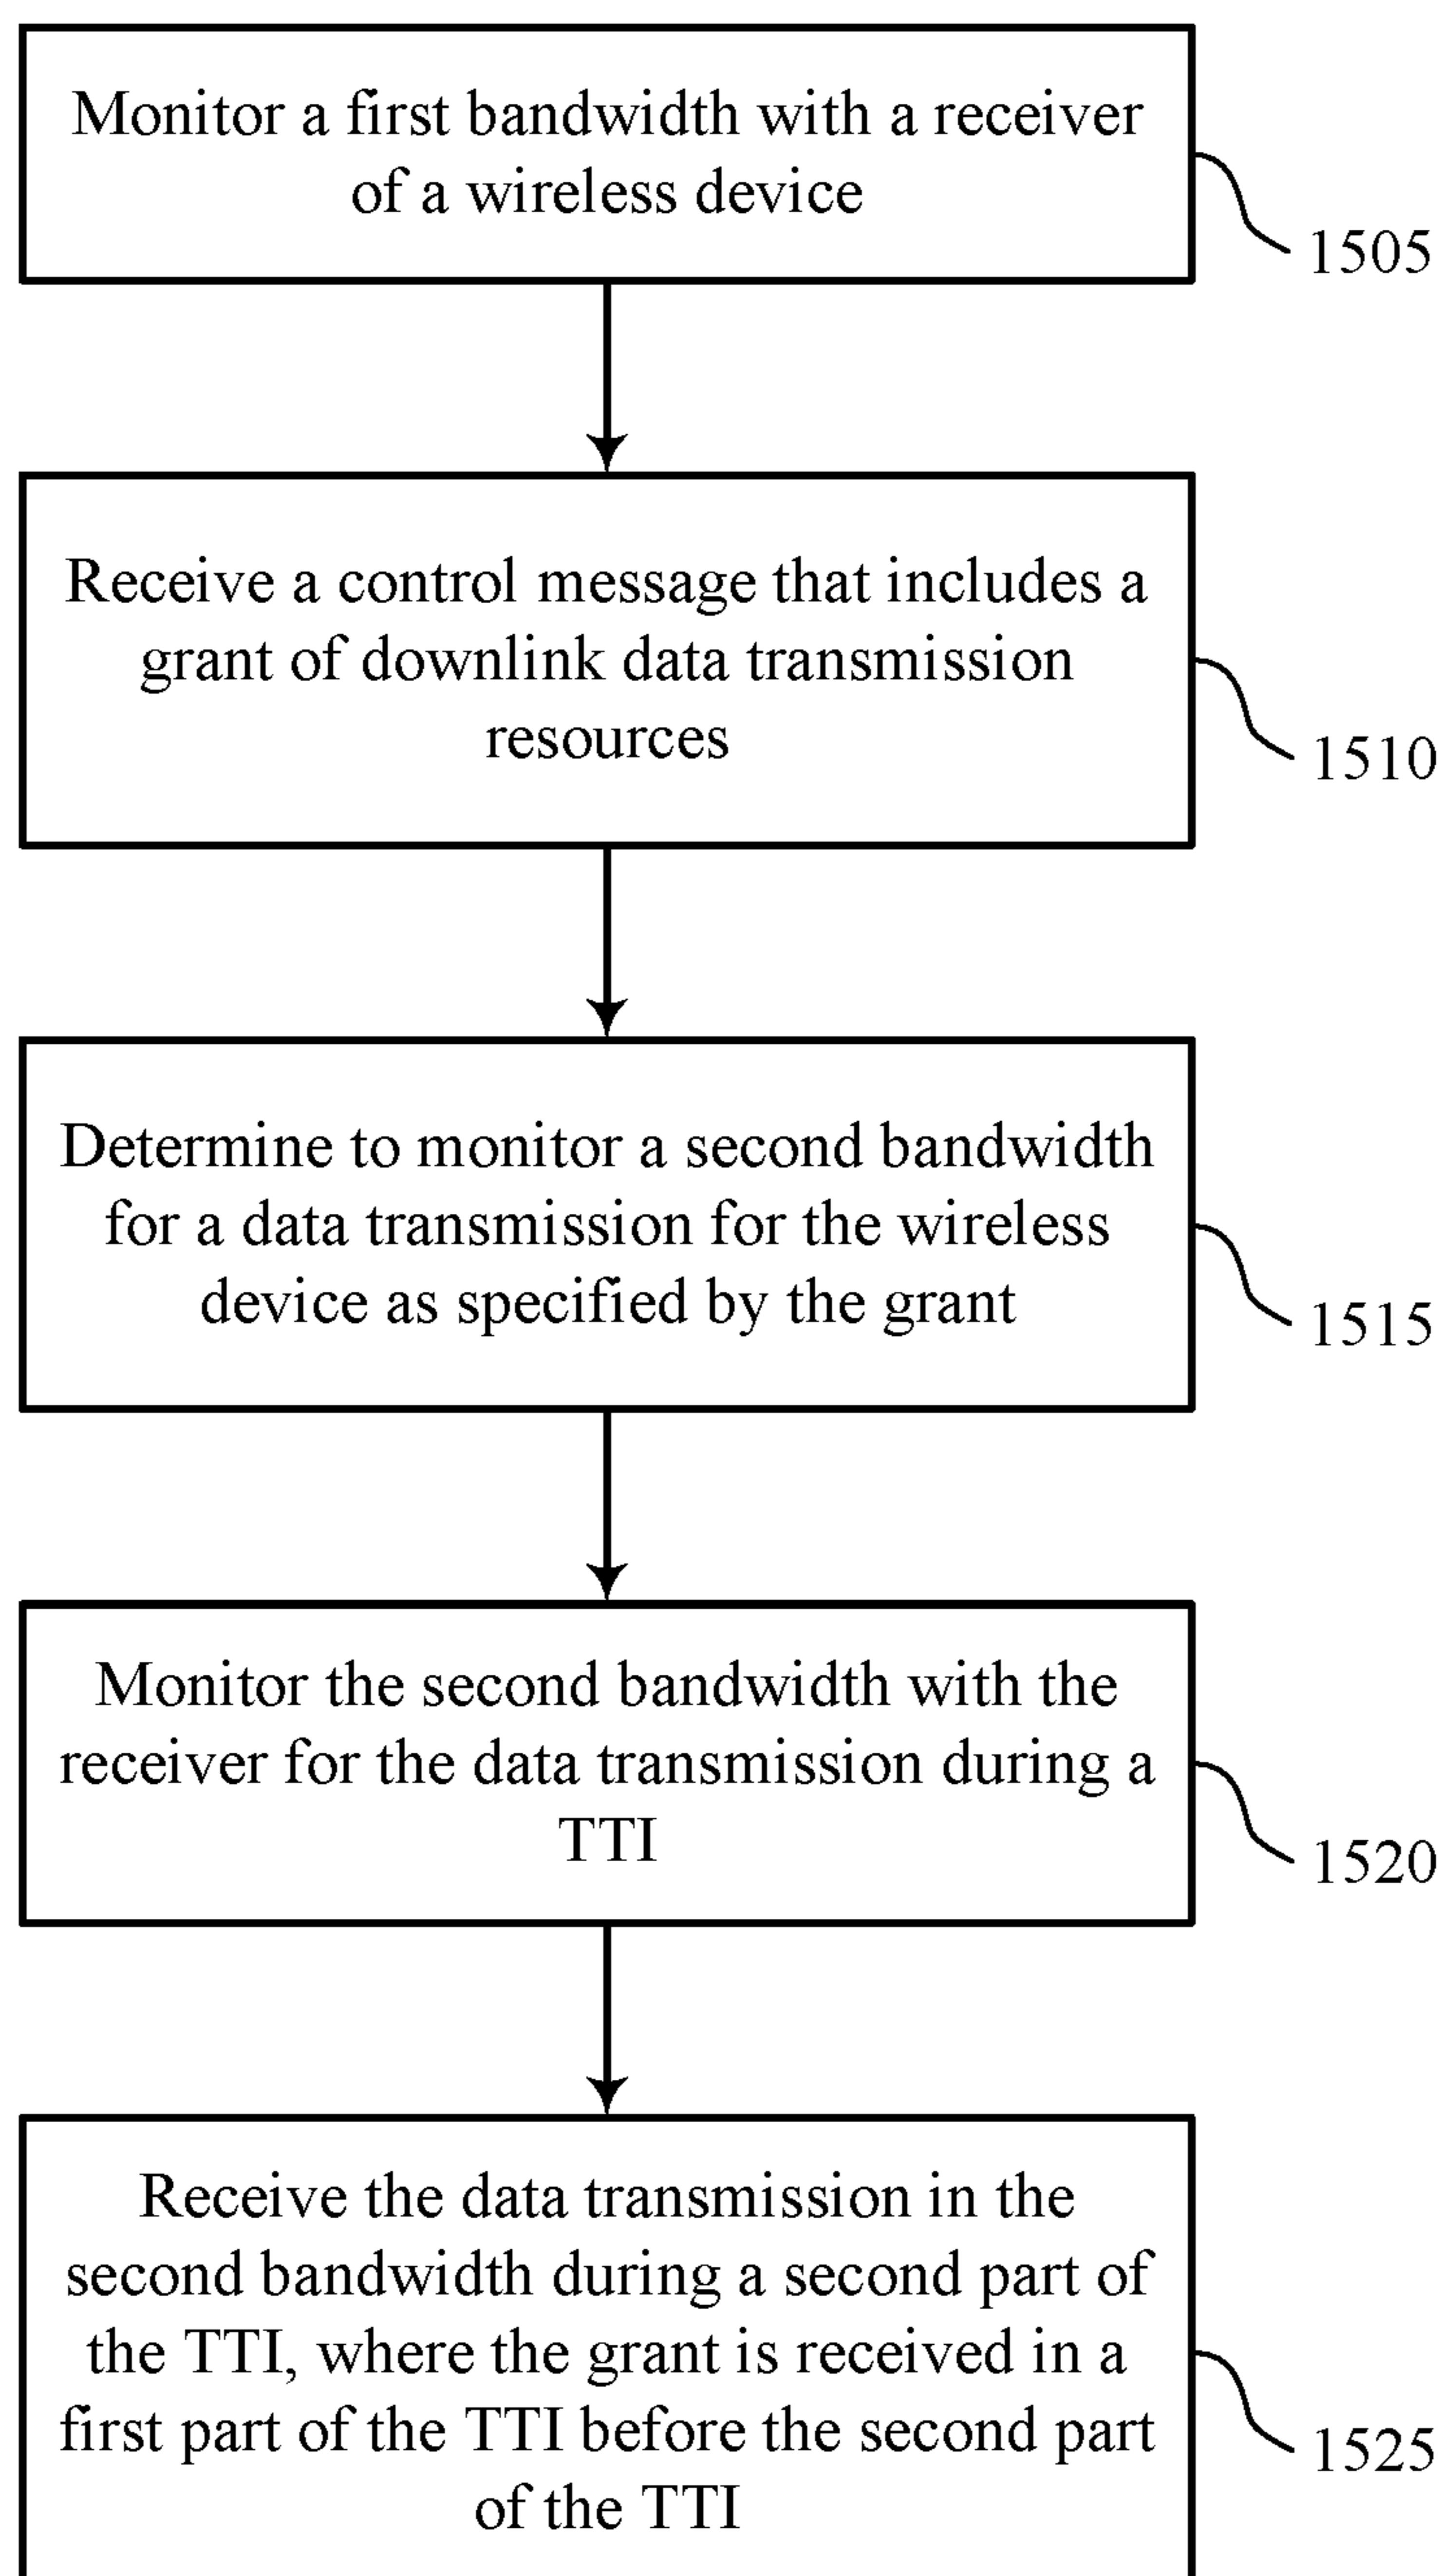 Monitor a first bandwidth with a receiver
of a wireless device
1505
Receive a control message that includes a
grant of downlink data transmission
resources
1510
Determine to monitor a second bandwidth
for a data transmission for the wireless
device as specified by the grant
1515
Monitor the second bandwidth with the
receiver for the data transmission during a
TTI
1520
Receive the data transmission in the
second bandwidth during a second part of
the TTI, where the grant is received in a
first part of the TTI before the second part
of the TTI
1525